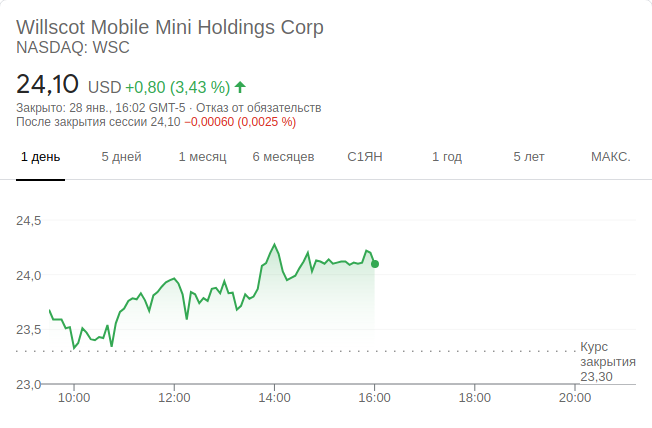 Willscot Mobile Mini Holdings Corp
NASDAQ: WSC
24,10 USD +0,80 (3,43 %)
Закрыто: 28 янв., 16:02 GMT-5 · Отказ от обязательств
После закрытия сессии 24,10 −0,00060 (0,0025 %)
1 день 5 дней 1 месяц 6 месяцев С1ЯН 1 год 5 лет МАКС.
24,5
24,0
23,5
Курс
закрытия
23,30
23,0
10:00 12:00 14:00 16:00 18:00 20:00